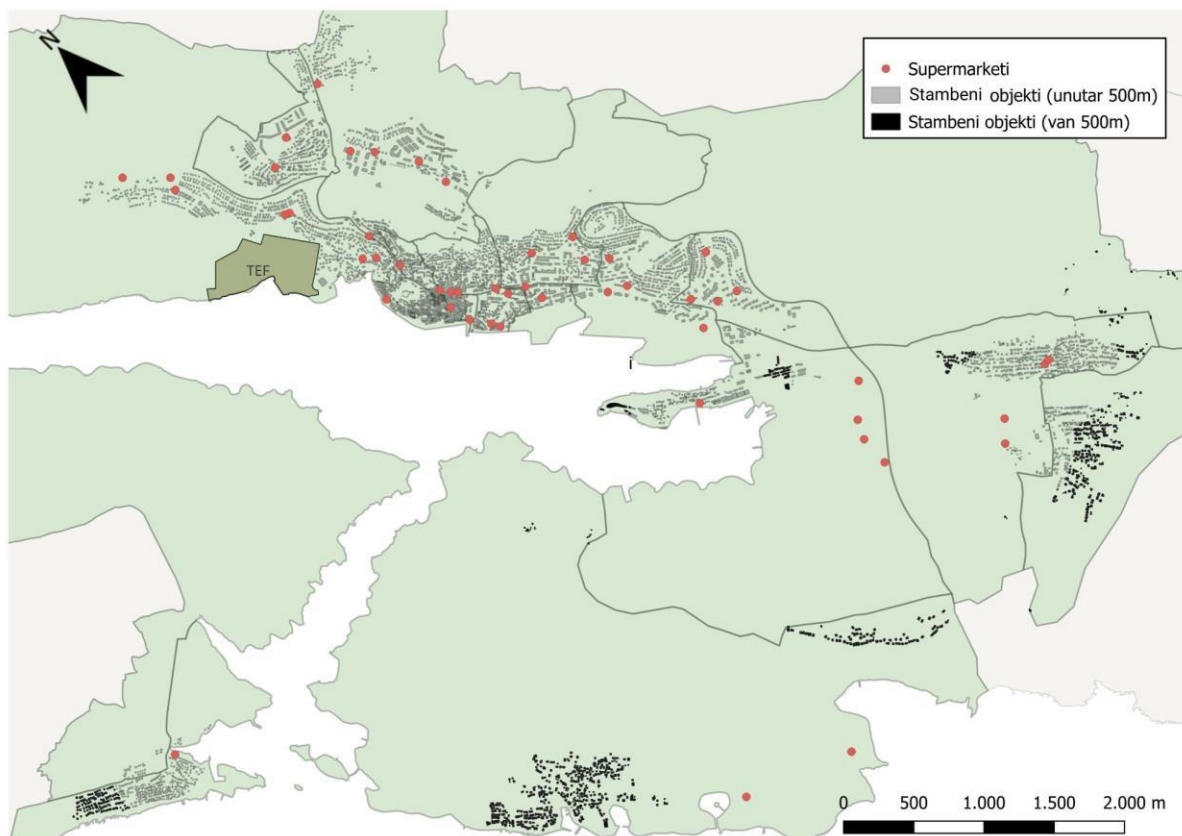 N
Supermarketi
Stambeni objekti (unutar 500m)
Stambeni objekti (van 500m)
TEF
i
0 500 1.000 1.500 2.000 m